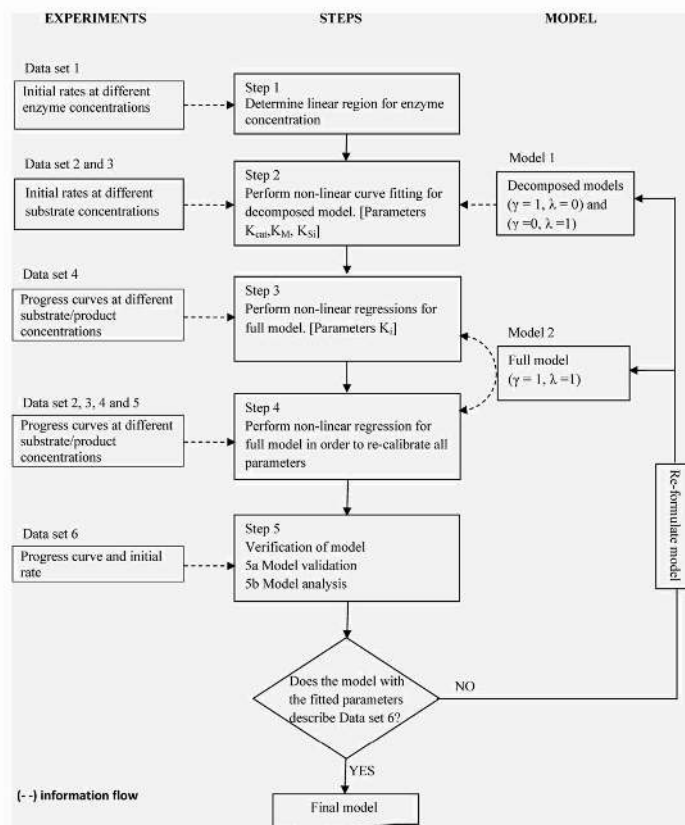 EXPERIMENTS
STEPS
MODEL
Data set 1
Initial rates at different
enzyme concentrations
Step 1
Determine linear region for enzyme
concentration
Data set 2 and 3
Initial rates at different
substrate concentrations
Step 2
Perform non-linear curve fitting for
decomposed model. [Parameters
Kcat,KM, KSi]
Model 1
Decomposed models
(γ = 1, λ = 0) and
(γ=0, λ=1)
Data set 4
Progress curves at different
substrate/product
concentrations
Step 3
Perform non-linear regressions for
full model. [Parameters Ki]
Model 2
Full model
(γ = 1, λ =1)
Data set 2, 3, 4 and 5
Progress curves at different
substrate/product
concentrations
Step 4
Perform non-linear regression for
full model in order to re-calibrate all
parameters
Re-formulate model
Data set 6
Progress curve and initial
rate
Step 5
Verification of model
5a Model validation
5b Model analysis
Does the model with
the fitted parameters
describe Data set 6?
NO
YES
(- -) information flow
Final model